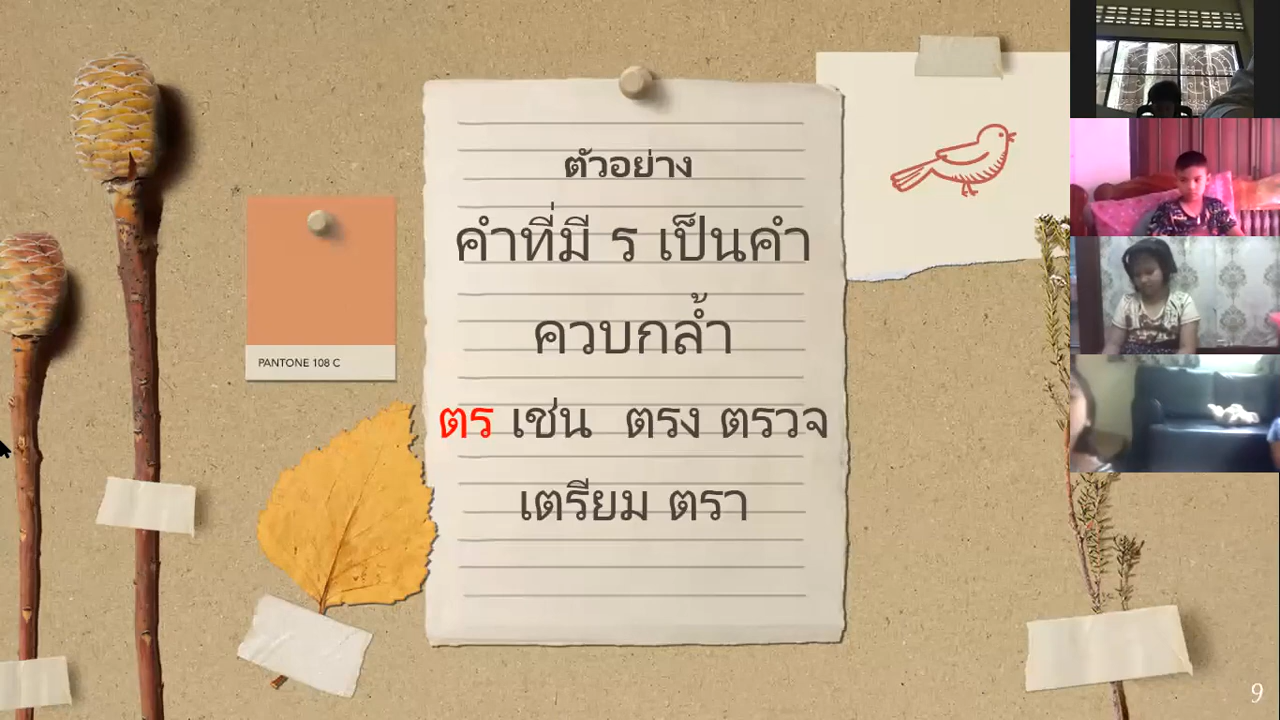 ตัวอย่าง
คำที่มี ร เป็นคำ
ควบกล้ำ
ตร เช่น ตรง ตรวจ
เตรียม ตรา
PANTONE 108 C
9